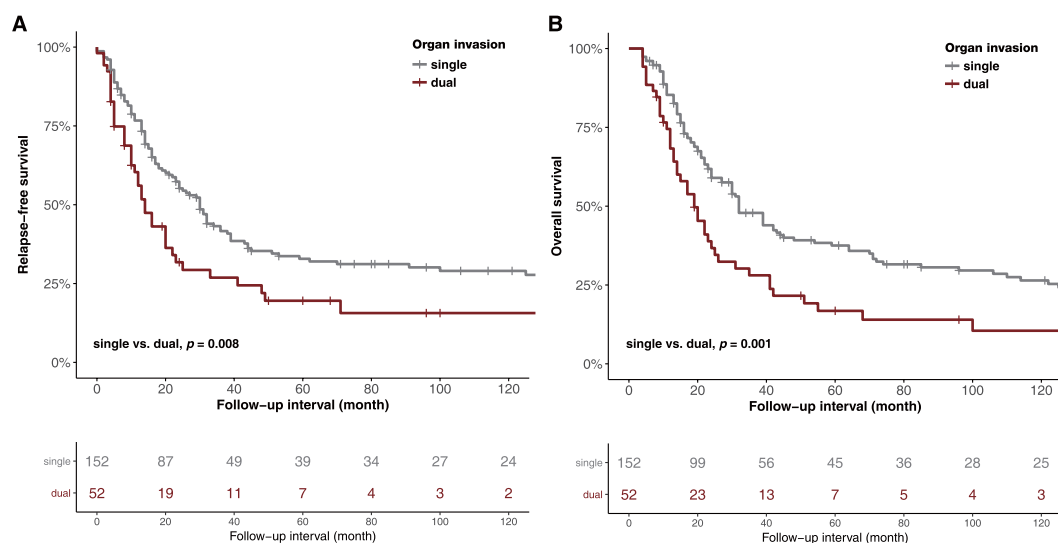 A
Organ invasion
single
dual
100%
75%
50%
25%
0%
Relapse−free survival
single vs. dual, p = 0.008
0 20 40 60 80 100 120
Follow−up interval (month)
single 152 87 49 39 34 27 24
dual 52 19 11 7 4 3 2
0 20 40 60 80 100 120
Follow−up interval (month)
B
Organ invasion
single
dual
100%
75%
50%
25%
0%
Overall survival
single vs. dual, p = 0.001
0 20 40 60 80 100 120
Follow−up interval (month)
single 152 99 56 45 36 28 25
dual 52 23 13 7 5 4 3
0 20 40 60 80 100 120
Follow−up interval (month)